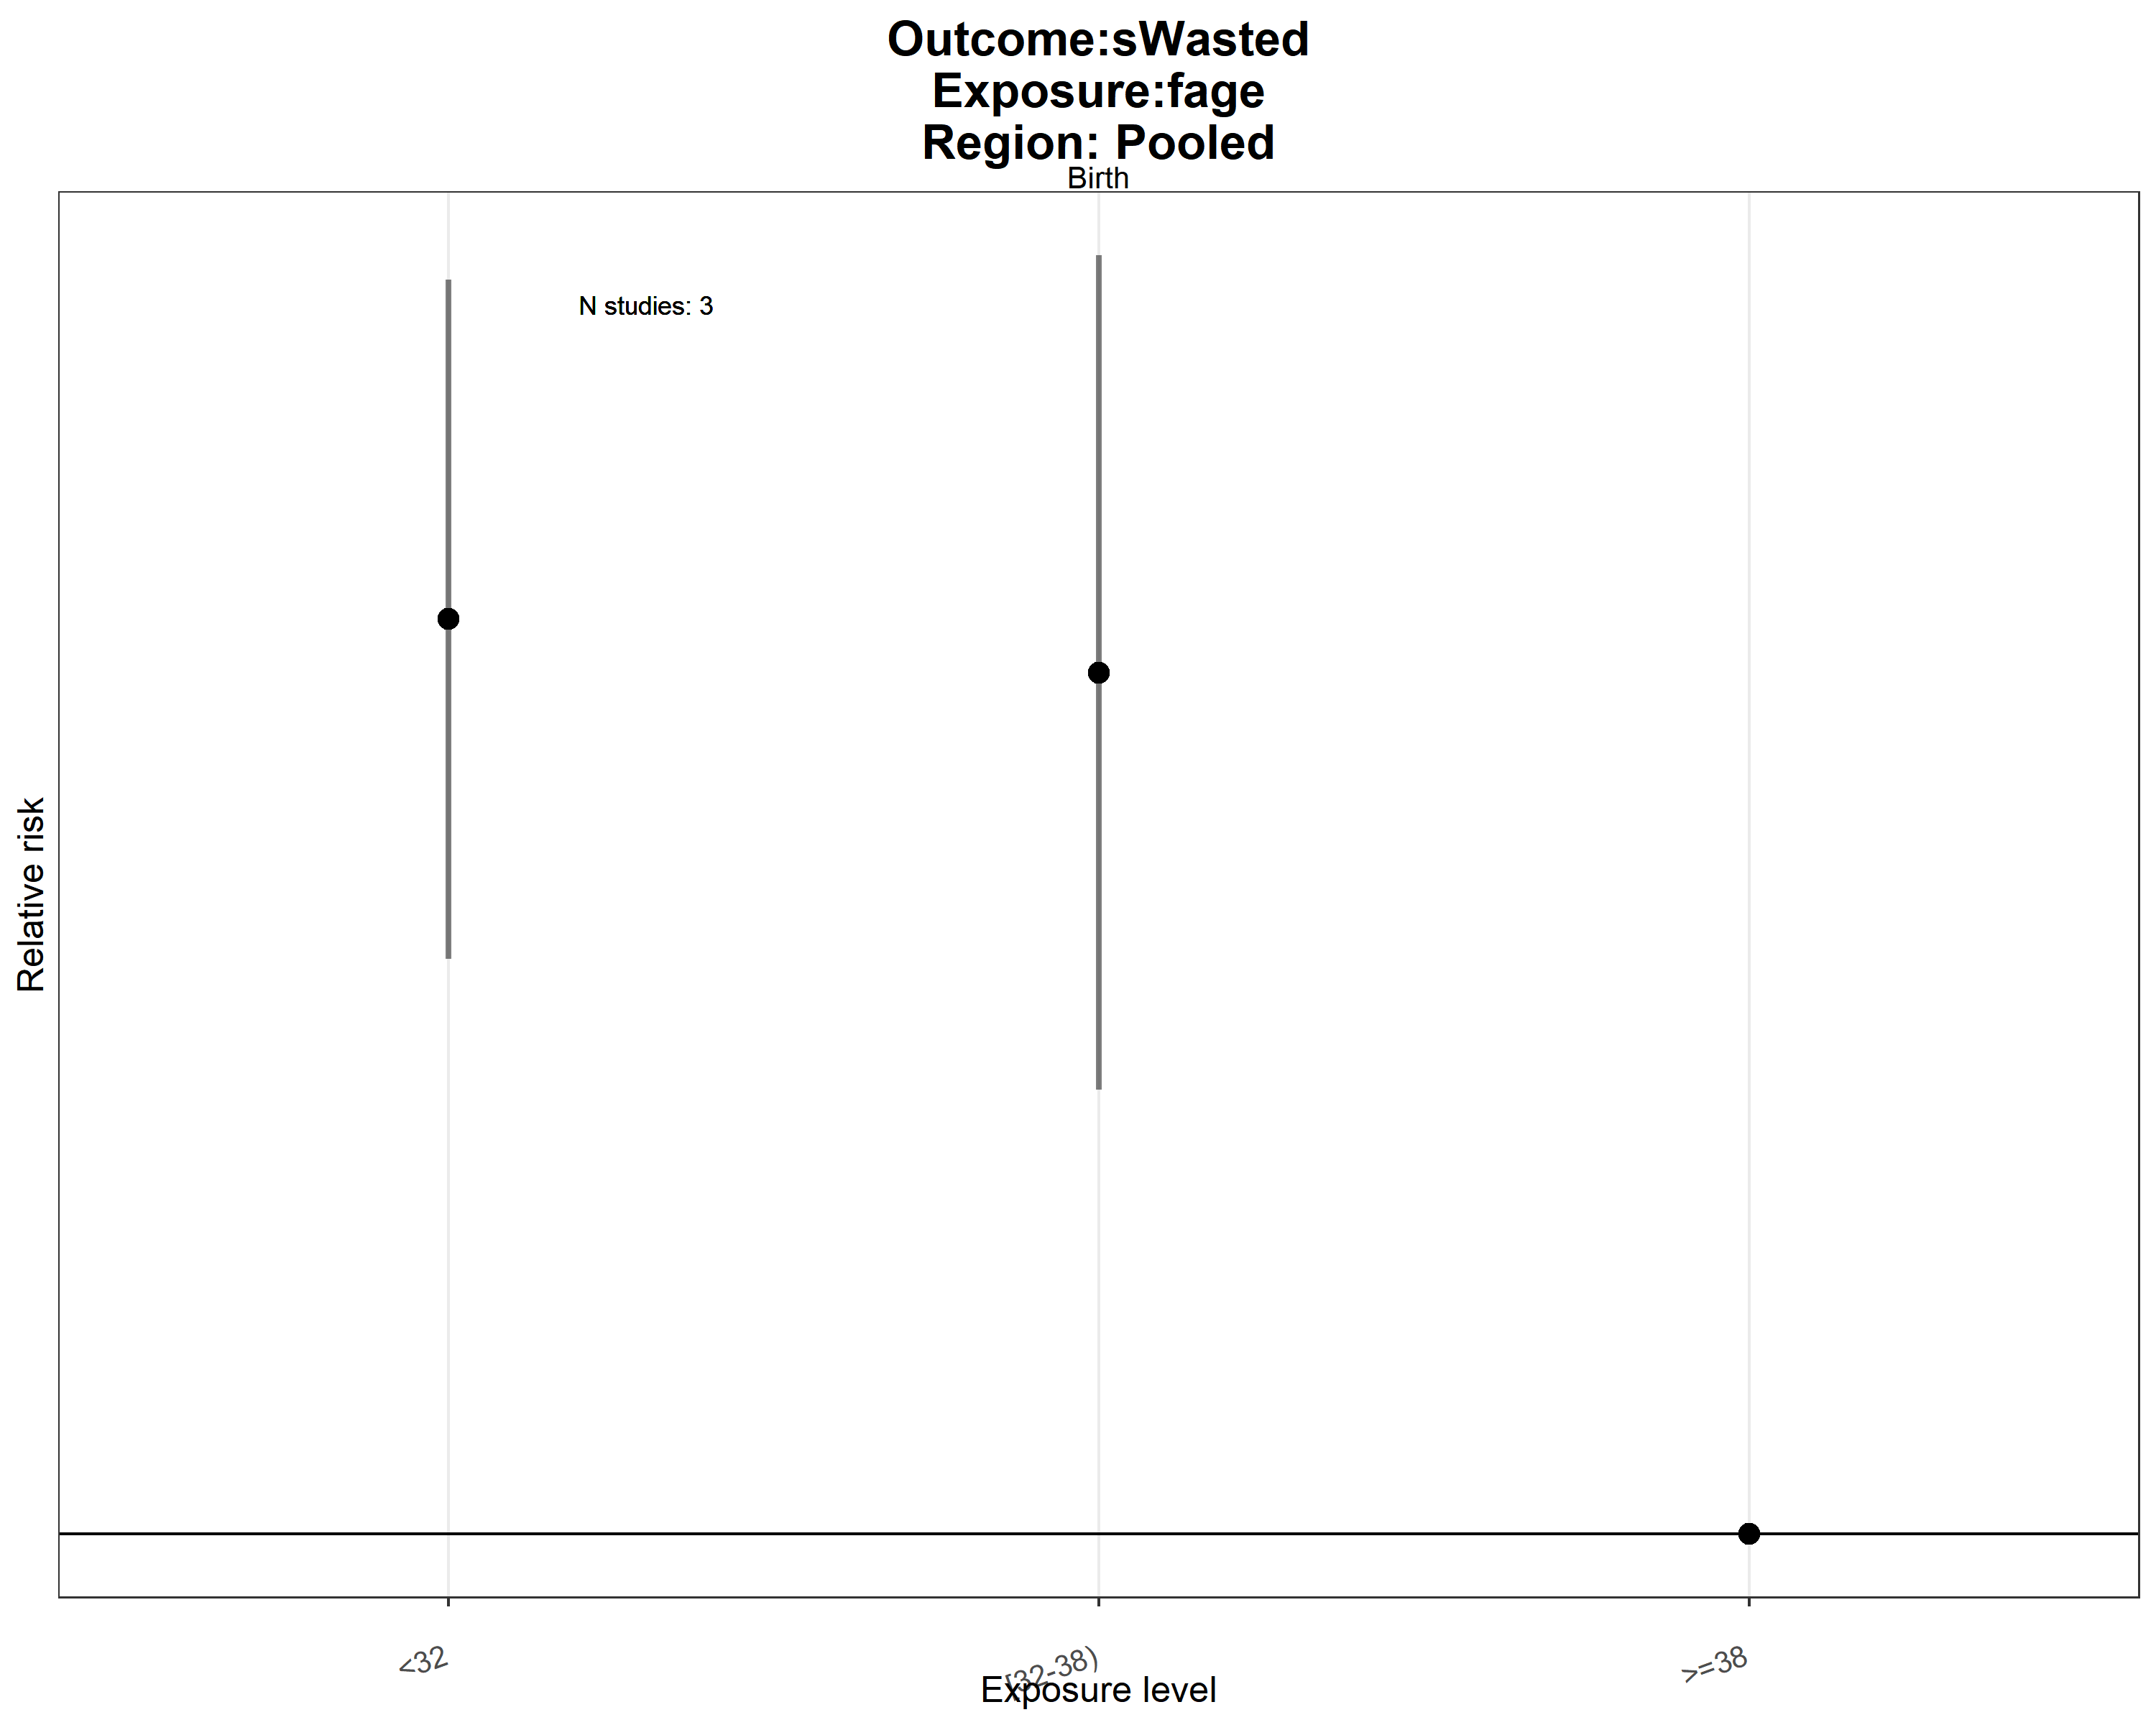 Outcome:sWasted
Exposure:fage
Region: Pooled
Birth
N studies: 3
Relative risk
<32
[32-38)
>=38
Exposure level